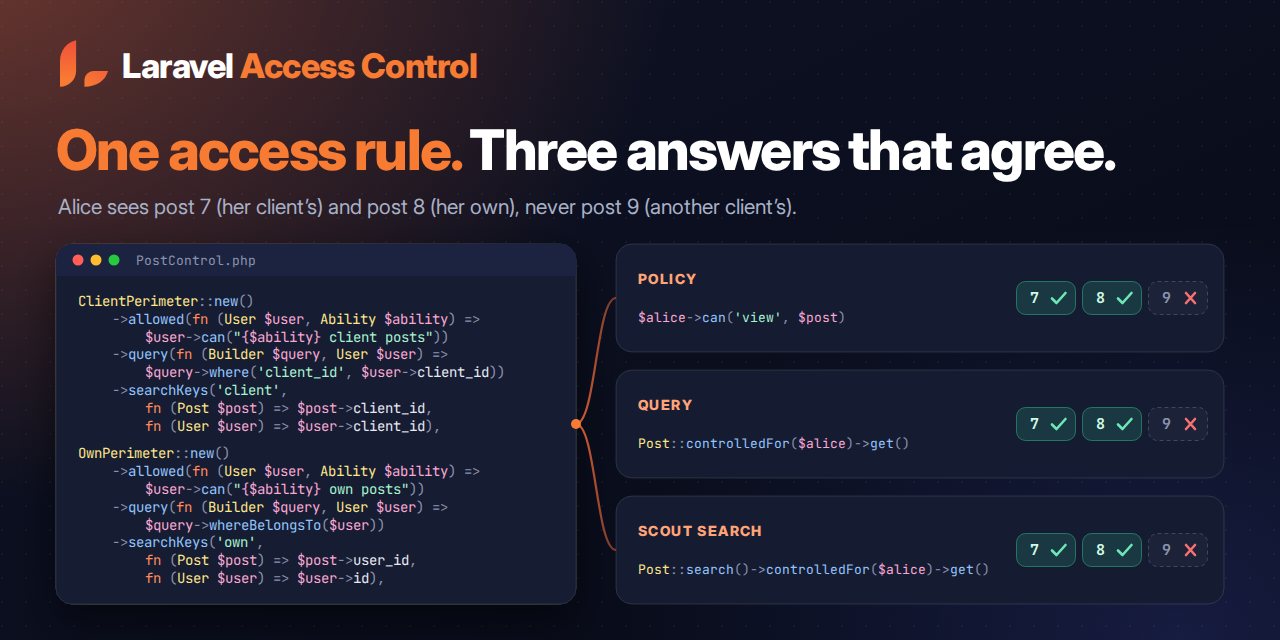 Laravel Access Control
One access rule. Three answers that agree.
Alice sees post 7 (her client's) and post 8 (her own), never post 9 (another client's).
PostControl.php
ClientPerimeter::new()
    ->allowed(fn (User $user, Ability $ability) =>
        $user->can("{$ability} client posts"))
    ->query(fn (Builder $query, User $user) =>
        $query->where('client_id', $user->client_id))
    ->searchKeys('client',
        fn (Post $post) => $post->client_id,
        fn (User $user) => $user->client_id),
OwnPerimeter::new()
    ->allowed(fn (User $user, Ability $ability) =>
        $user->can("{$ability} own posts"))
    ->query(fn (Builder $query, User $user) =>
        $query->whereBelongsTo($user))
    ->searchKeys('own',
        fn (Post $post) => $post->user_id,
        fn (User $user) => $user->id),
POLICY
$alice->can('view', $post)
7 ✓ 8 ✓ 9 ✕
QUERY
Post::controlledFor($alice)->get()
7 ✓ 8 ✓ 9 ✕
SCOUT SEARCH
Post::search()->controlledFor($alice)->get()
7 ✓ 8 ✓ 9 ✕